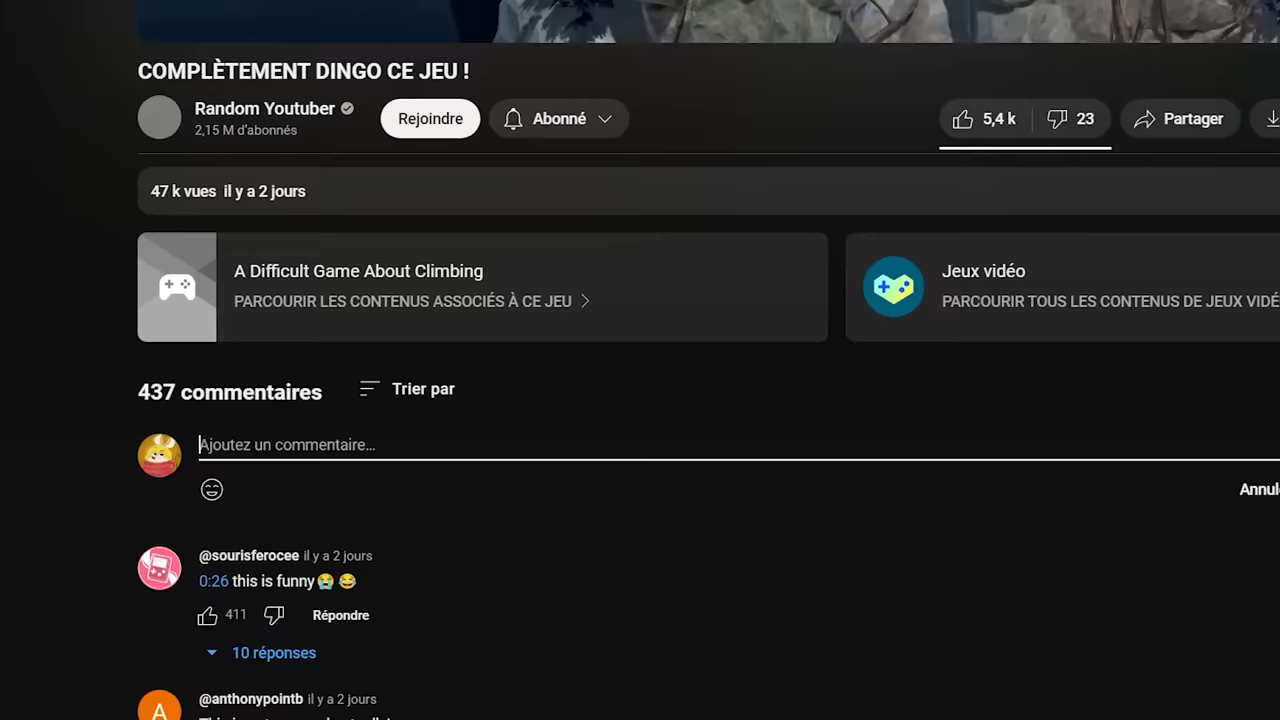 COMPLÈTEMENT DINGO CE JEU !
Random Youtuber
2,15 M d'abonnés
Rejoindre
Abonné
5,4 k
23
Partager
47 k vues il y a 2 jours
A Difficult Game About Climbing
PARCOURIR LES CONTENUS ASSOCIÉS À CE JEU
Jeux vidéo
PARCOURIR TOUS LES CONTENUS DE JEUX VIDÉ
437 commentaires
Trier par
Ajoutez un commentaire...
Annul
@sourisferocee il y a 2 jours
0:26 this is funny😭 😂
411
Répondre
10 réponses
@anthonypointb il y a 2 jours
A